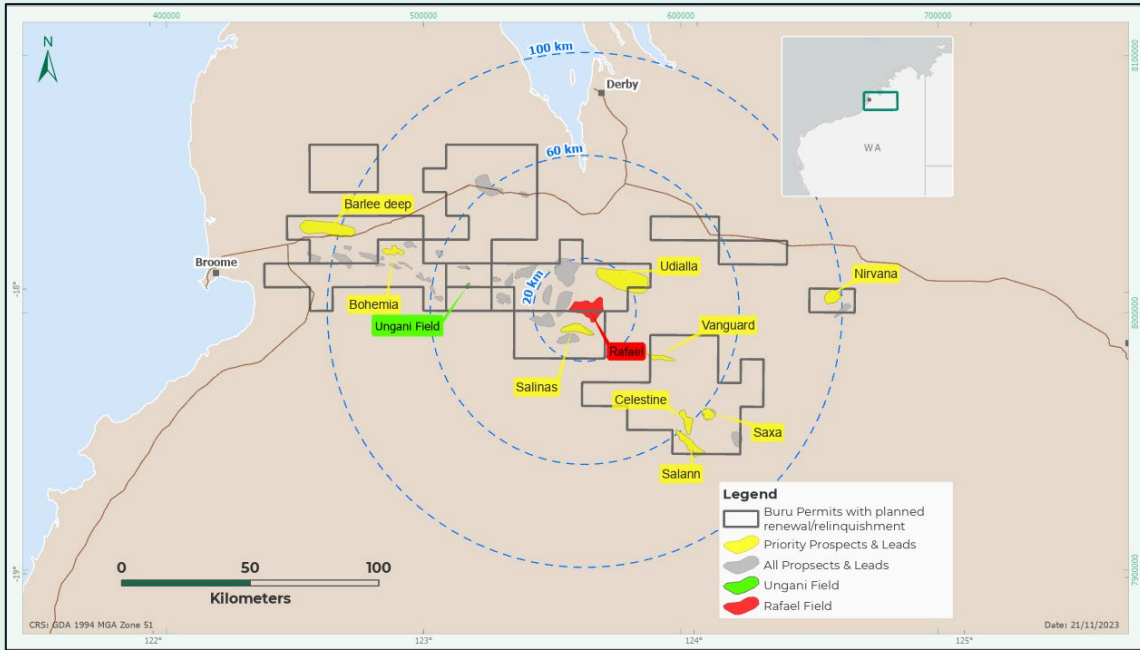 400000
500000
600000
700000
N
100 km
Derby
8100000
WA
60 km
Barlee deep
Broome
Udialla
Nirvana
-18°
20 km
Bohemia
Ungani Field
8000000
Vanguard
Rafael
Salinas
Celestine
Saxa
Salann
Legend
Buru Permits with planned
renewal/relinquishment
Priority Prospects & Leads
All Propsects & Leads
Ungani Field
Rafael Field
0
50
100
Kilometers
-19°
7900000
CRS: GDA 1994 MGA Zone 51
Date: 21/11/2023
122°
123°
124°
125°